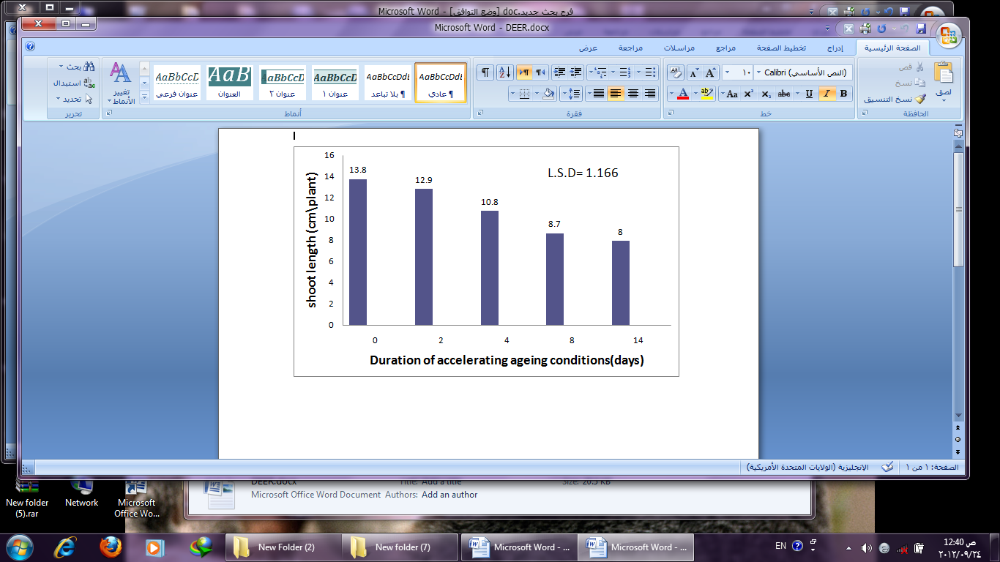 Microsoft Word - [وضع التوافق] doc.فرح بحث جديد
Microsoft Word - DEER.docx
الصفحة الرئيسية
إدراج
تخطيط الصفحة
مراجع
مراسلات
مراجعة
عرض
لصق
قص
نسخ
نسخ التنسيق
الحافظة
Calibri (النص الأساسي)
١٠
Aa x² x₂ abc U I B
خط
فقرة
AaBbCcDdl
¶ عادي
AaBbCcDdl
¶ بلا تباعد
AaBbCcD
عنوان ١
AaBbCcD
عنوان ٢
AaB
العنوان
AaBbCcD
عنوان فرعي
تغيير
الأنماط
أنماط
بحث
استبدال
تحديد
تحرير
L.S.D= 1.166
shoot length (cm\plant)
16
14
12
10
8
6
4
2
0
13.8
12.9
10.8
8.7
8
0 2 4 8 14
Duration of accelerating ageing conditions(days)
الصفحة: ١ من ١
الإنجليزية (الولايات المتحدة الأمريكية)
DEER.docx Title: Add a title Size: 20.5 KB
Microsoft Office Word Document Authors: Add an author
New folder
(5).rar
Network
Microsoft
Office Wo...
New Folder (2)
New folder (7)
Microsoft Word - ...
Microsoft Word - ...
EN
12:40 ص
٢٠١٢/٠٩/٢٤